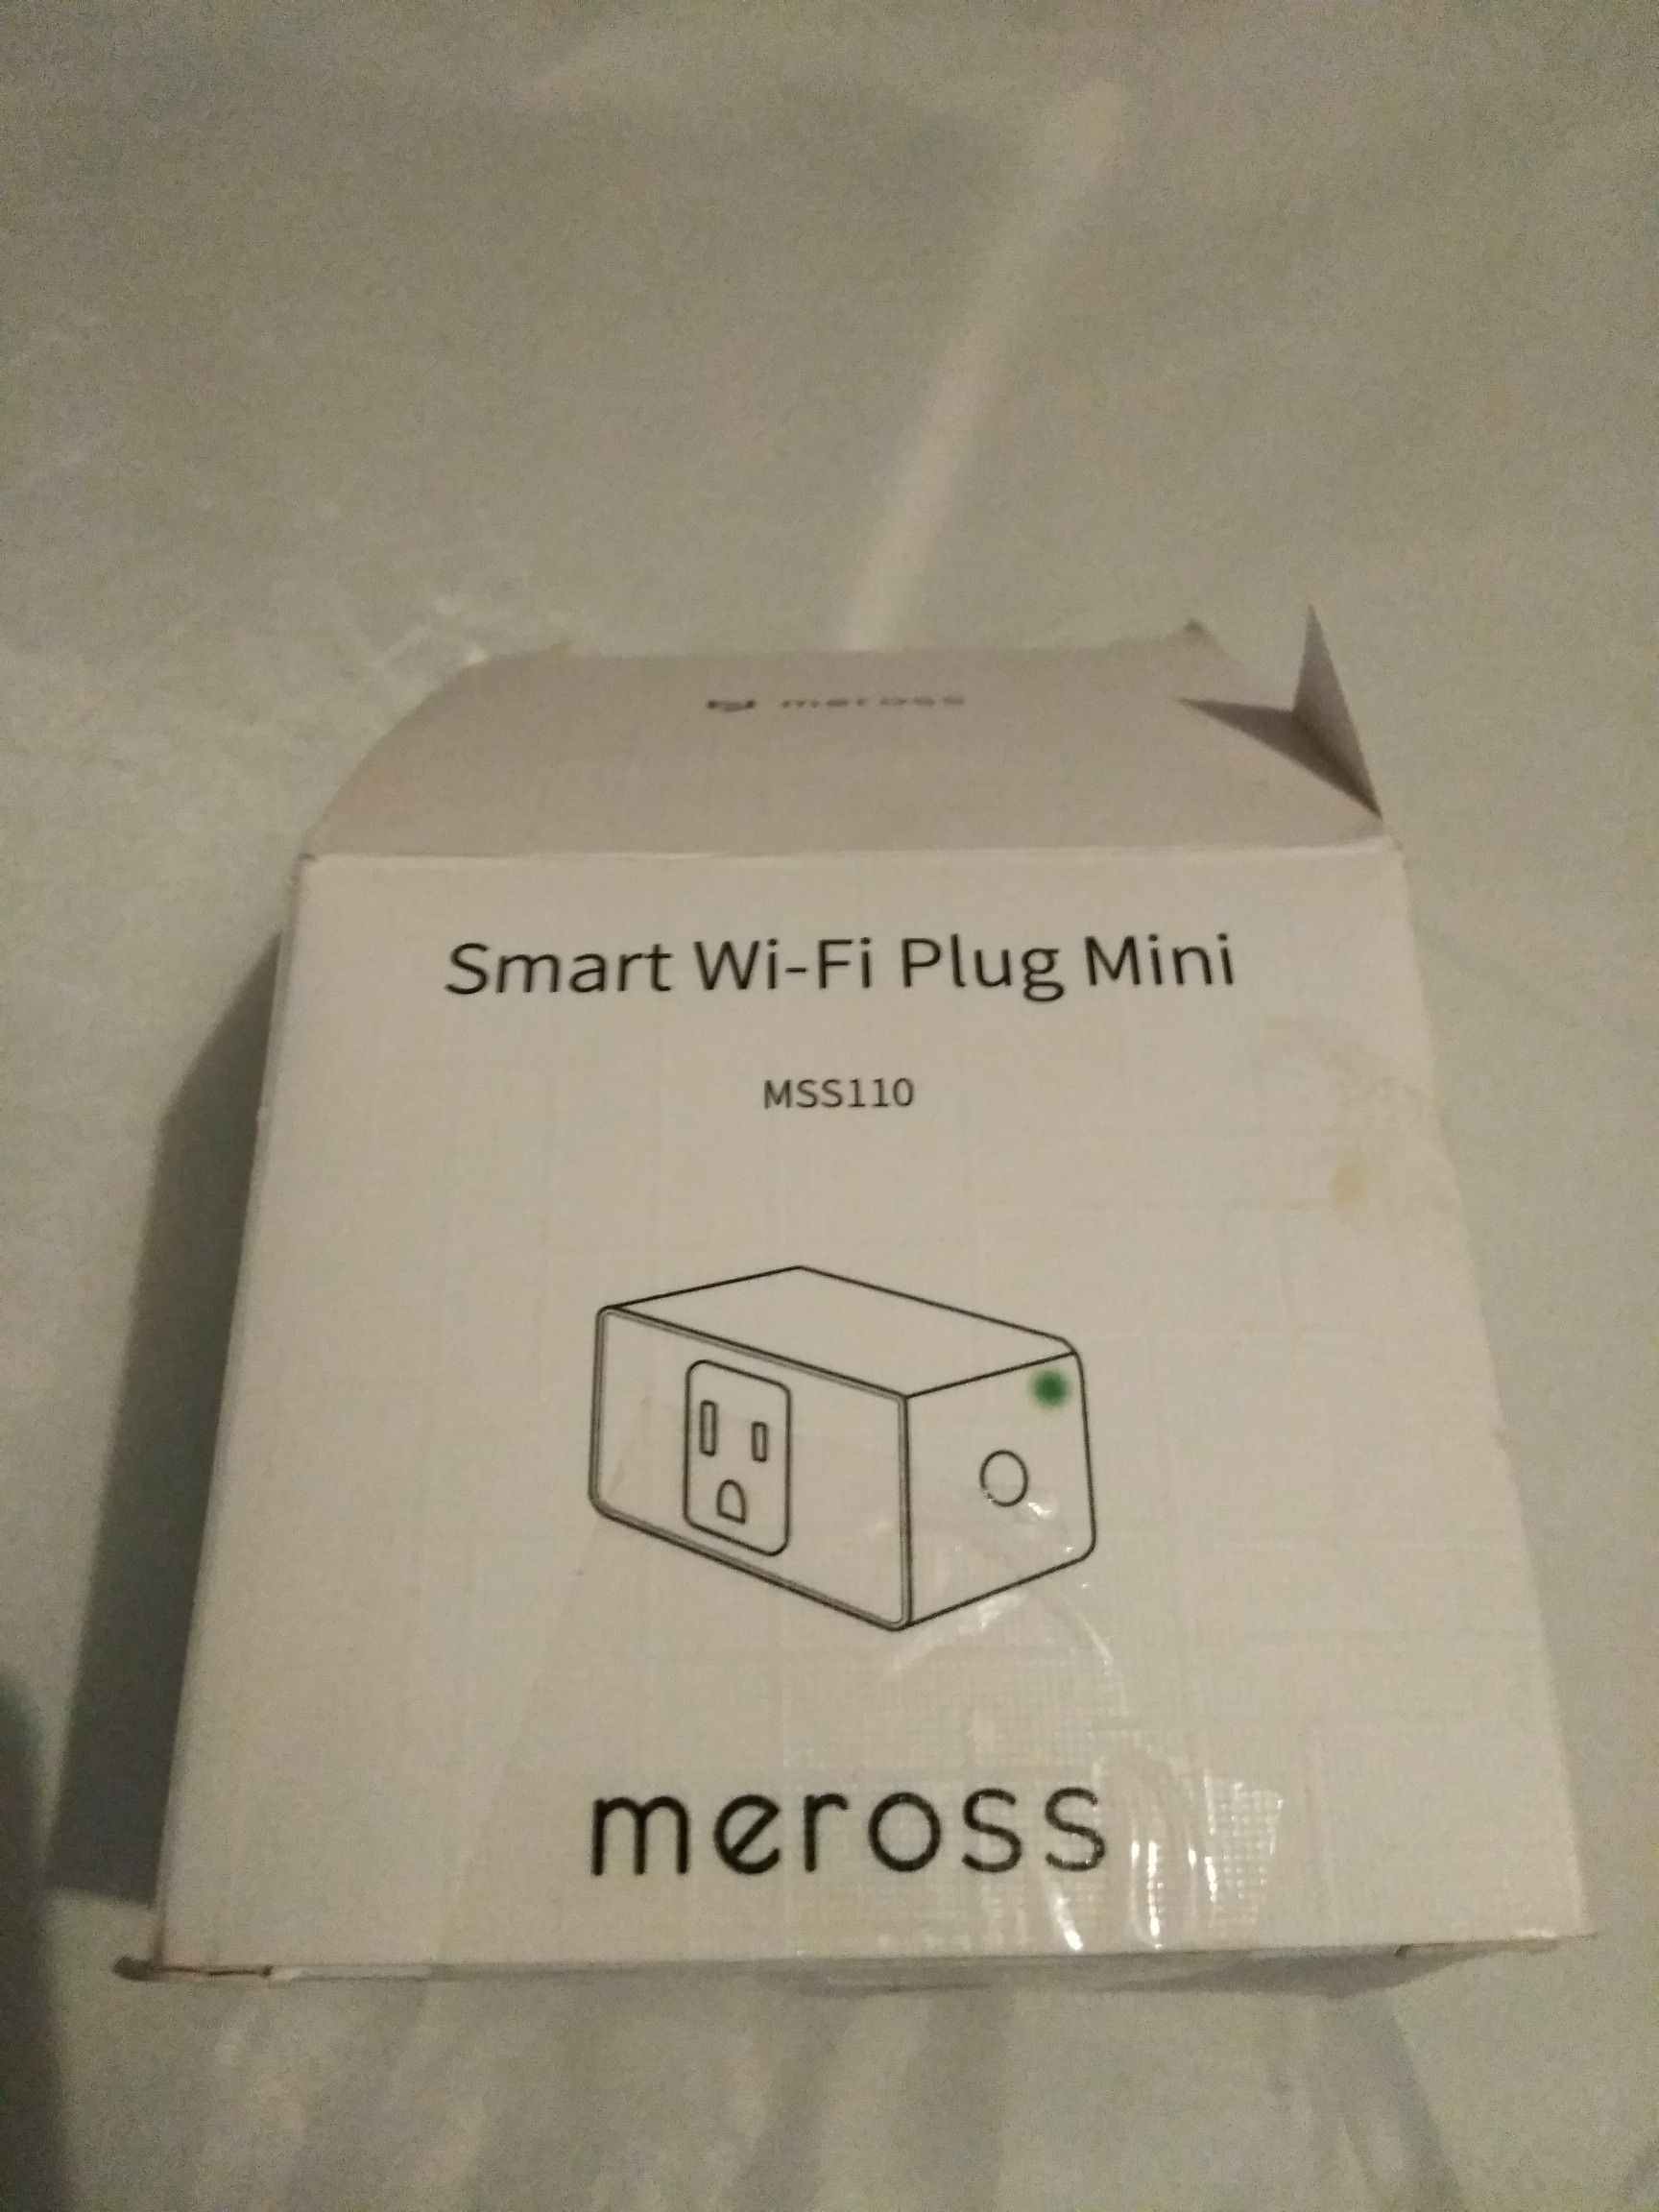 meross
Smart Wi-Fi Plug Mini
MSS110
meross